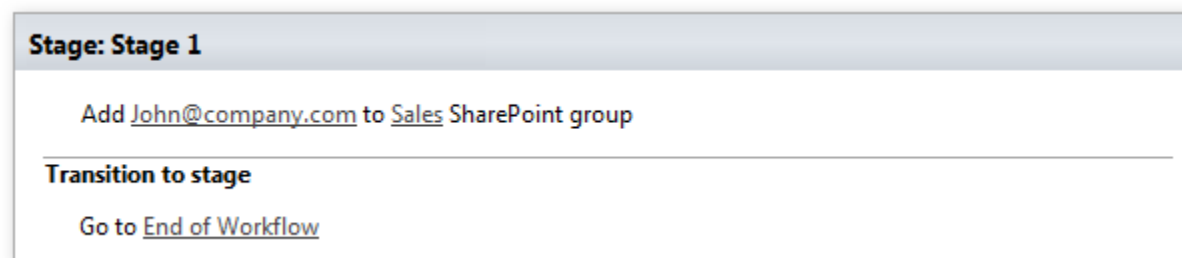 Stage: Stage 1
Add John@company.com to Sales SharePoint group
Transition to stage
Go to End of Workflow